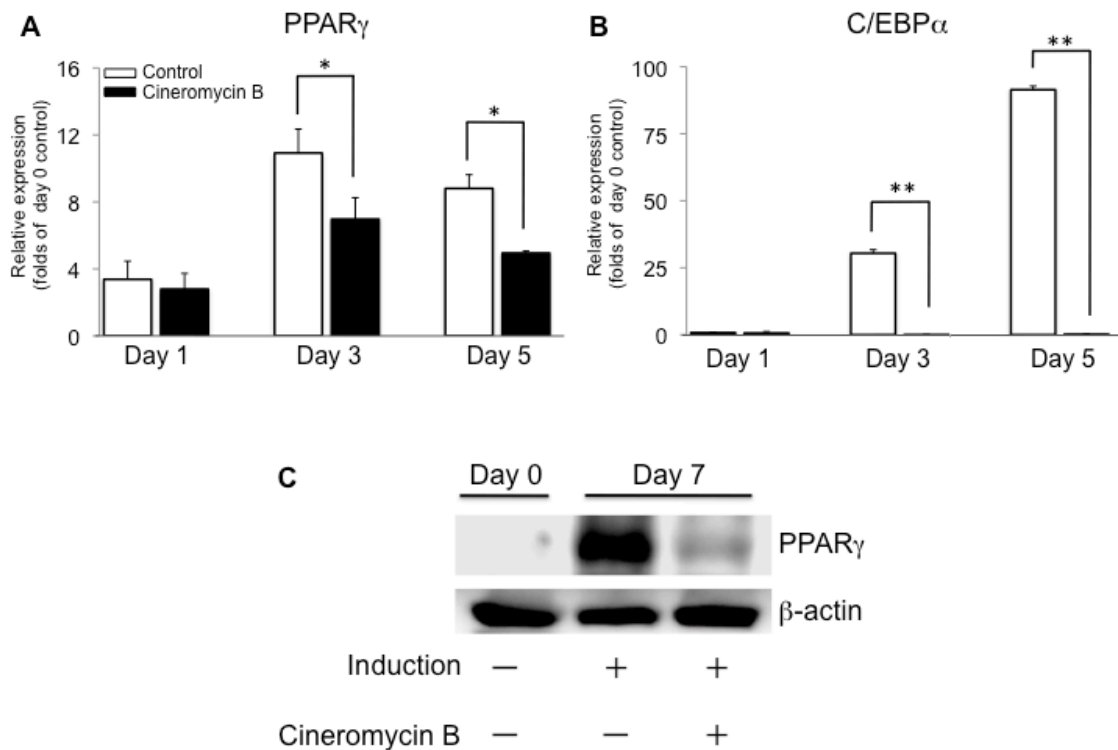 A PPARγ
16
12
8
4
0
Relative expression
(folds of day 0 control)
Control
Cineromycin B
*
*
Day 1 Day 3 Day 5
B C/EBPα
100
75
50
25
0
Relative expression
(folds of day 0 control)
**
**
Day 1 Day 3 Day 5
C Day 0 Day 7
PPARγ
β-actin
Induction — + +
Cineromycin B — — +